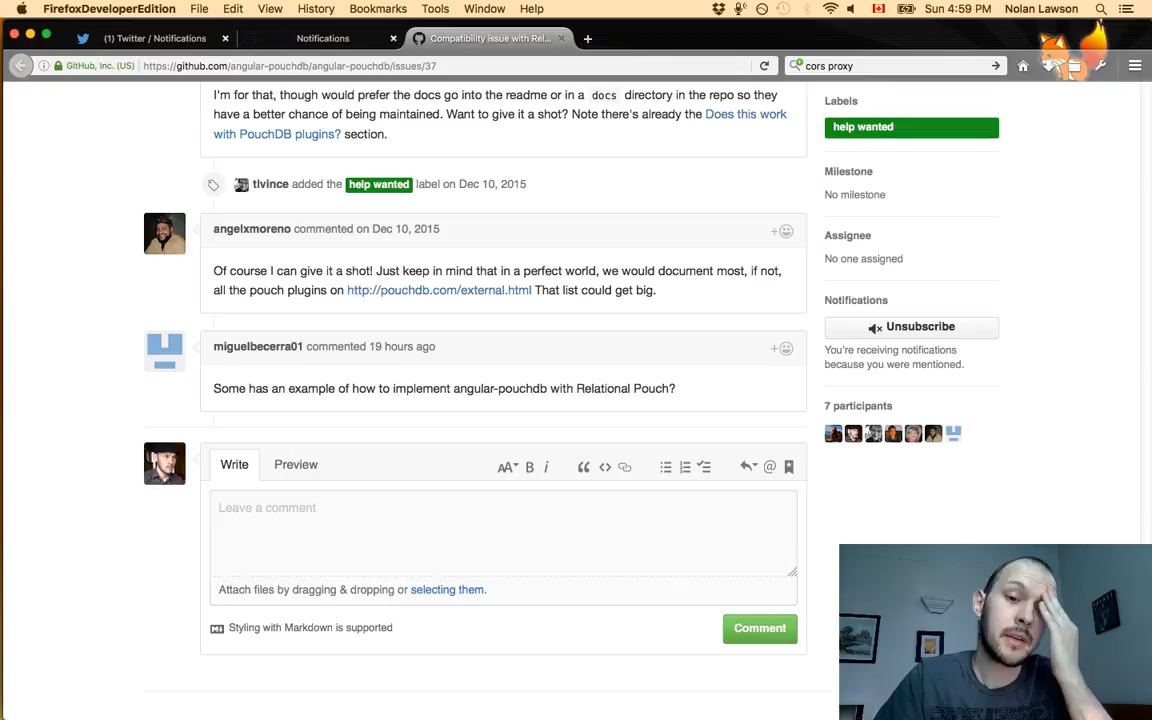 FirefoxDeveloperEdition File Edit View History Bookmarks Tools Window Help Sun 4:59 PM Nolan Lawson
(1) Twitter / Notifications Notifications Compatibility issue with Rel...
GitHub, Inc. (US) https://github.com/angular-pouchdb/angular-pouchdb/issues/37 cors proxy
I'm for that, though would prefer the docs go into the readme or in a docs directory in the repo so they
have a better chance of being maintained. Want to give it a shot? Note there's already the Does this work
with PouchDB plugins? section.
tlvince added the help wanted label on Dec 10, 2015
angelxmoreno commented on Dec 10, 2015
Of course I can give it a shot! Just keep in mind that in a perfect world, we would document most, if not,
all the pouch plugins on http://pouchdb.com/external.html That list could get big.
miguelbecerra01 commented 19 hours ago
Some has an example of how to implement angular-pouchdb with Relational Pouch?
Write Preview
Leave a comment
Attach files by dragging & dropping or selecting them.
Styling with Markdown is supported
Comment
Labels
help wanted
Milestone
No milestone
Assignee
No one assigned
Notifications
Unsubscribe
You're receiving notifications
because you were mentioned.
7 participants